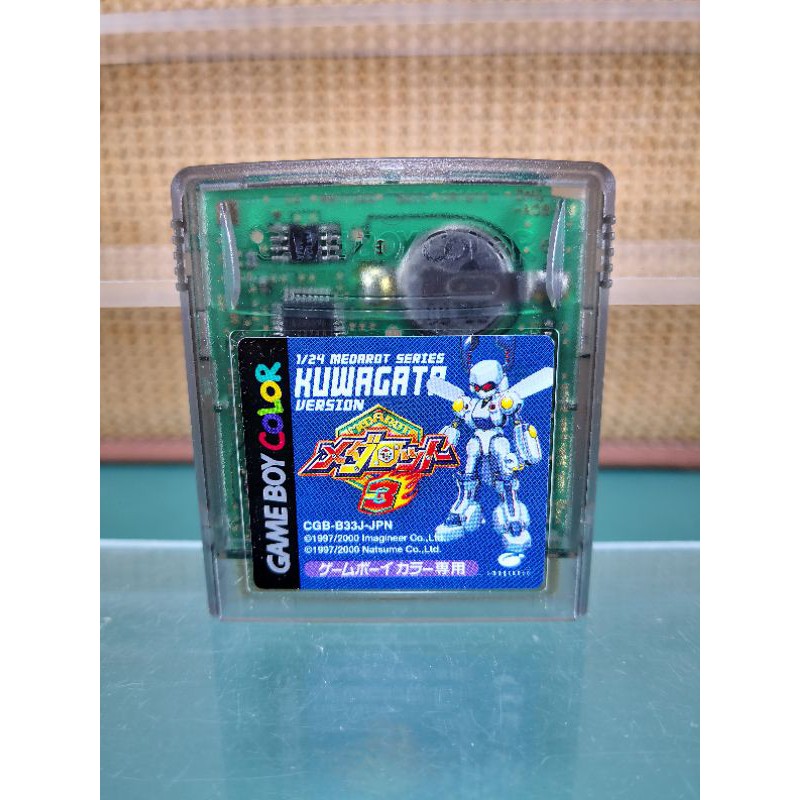 GAME BOY COLOR
1/24 MEDAROT SERIES
KUWAGATA
VERSION
メダロット
3
CGB-B33J-JPN
©1997/2000 Imagineer Co.,Ltd.
©1997/2000 Natsume Co.,Ltd.
ゲームボーイ カラー専用